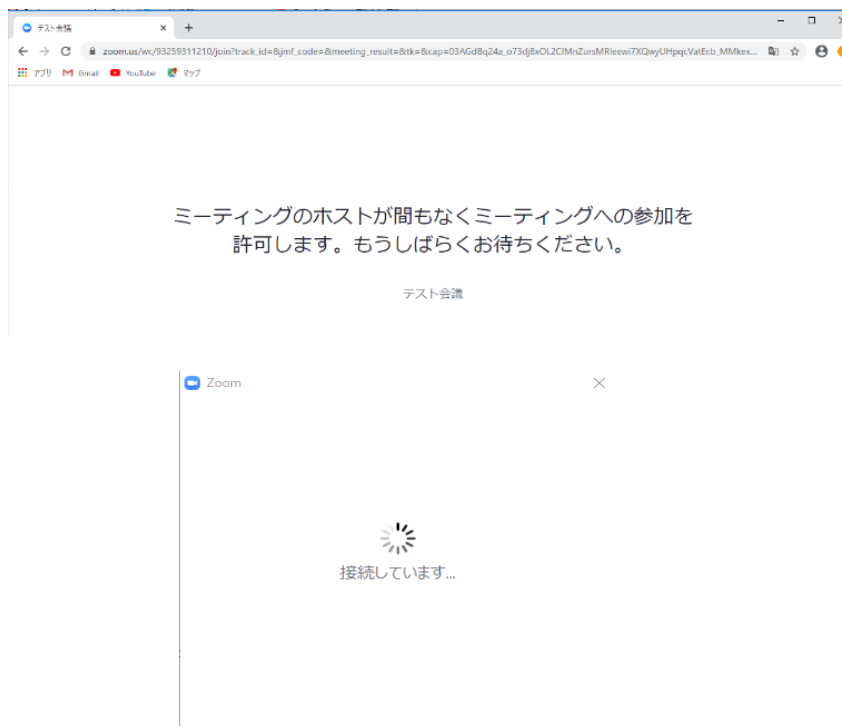 テスト会議
zoom.us/wc/93259311210/join?track_id=&jmf_code=&meeting_result=&tk=&cap=03AGdBq24a_o73dj8xOL2ClMnZursMRleewi7XQwyUHpqcVatEcb_MMkex...
アプリ Gmail YouTube マップ
ミーティングのホストが間もなくミーティングへの参加を
許可します。もうしばらくお待ちください。
テスト会議
Zoom
接続しています...